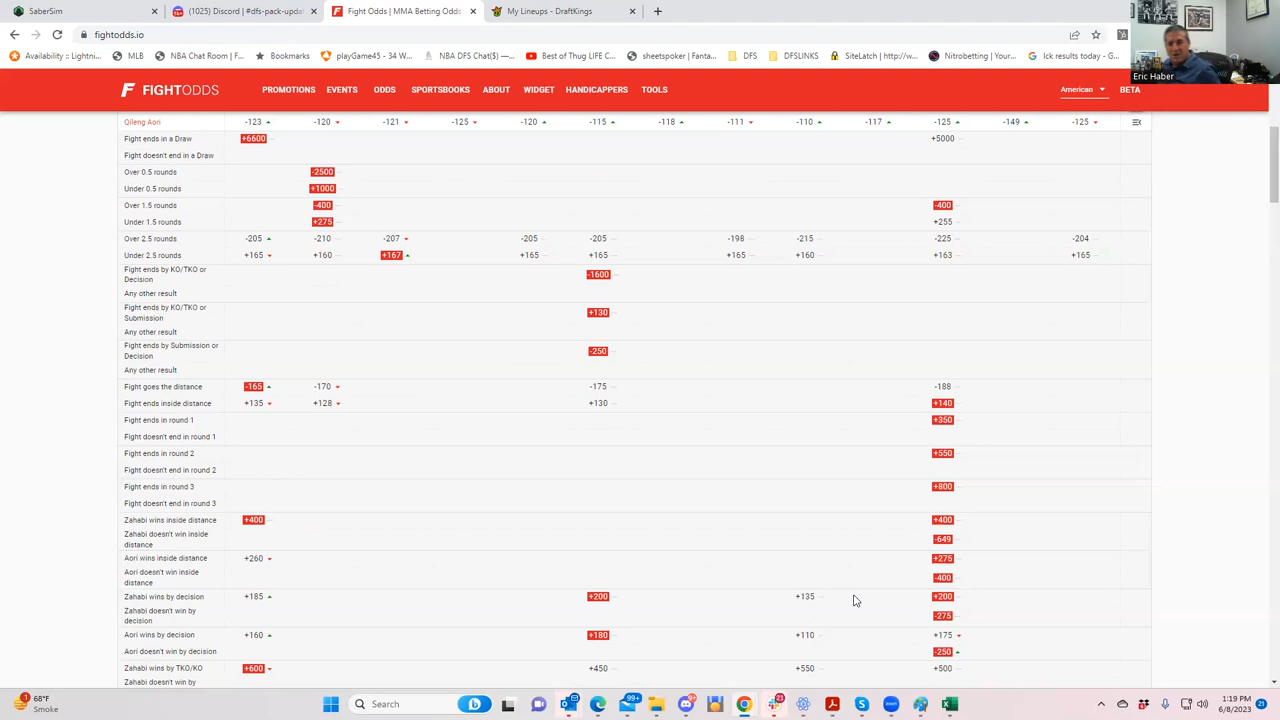 SaberSim
(1025) Discord | #dfs-pack-upda
Fight Odds | MMA Betting Odds
My Lineups - DraftKings
fightodds.io
Availability :: Lightni...
MLB
NBA Chat Room | F
Bookmarks
playGame45 - 34 W...
NBA DFS Chat($) —...
Best of Thug LIFE C...
sheetspoker | Fanta...
DFS
DFSLINKS
SiteLatch | http://w...
Nitrobetting | Your...
Ick results today - G...
Eric Haber
FIGHTODDS
PROMOTIONS EVENTS ODDS SPORTSBOOKS ABOUT WIDGET HANDICAPPERS TOOLS
American
BETA
Qileng Aori -123 -120 -121 -125 -120 -115 -118 -111 -110 -117 -125 -149 -125
Fight ends in a Draw +6600 +5000
Fight doesn't end in a Draw
Over 0.5 rounds -2500
Under 0.5 rounds +1000
Over 1.5 rounds -400 -400
Under 1.5 rounds +275 +255
Over 2.5 rounds -205 -210 -207 -205 -205 -198 -215 -225 -204
Under 2.5 rounds +165 +160 +167 +165 +165 +165 +160 +163 +165
Fight ends by KO/TKO or
Decision
-1600
Any other result
Fight ends by KO/TKO or
Submission
+130
Any other result
Fight ends by Submission or
Decision
-250
Any other result
Fight goes the distance -165 -170 -175 -188
Fight ends inside distance +135 +128 +130 +140
Fight ends in round 1 +350
Fight doesn't end in round 1
Fight ends in round 2 +550
Fight doesn't end in round 2
Fight ends in round 3 +800
Fight doesn't end in round 3
Zahabi wins inside distance +400 +400
Zahabi doesn't win inside
distance
-649
Aori wins inside distance +260 +275
Aori doesn't win inside
distance
-400
Zahabi wins by decision +185 +200 +135 +200
Zahabi doesn't win by
decision
-275
Aori wins by decision +160 +180 +110 +175
Aori doesn't win by decision -250
Zahabi wins by TKO/KO +600 +450 +550 +500
Zahabi doesn't win by
68°F
Smoke
Search
99+
21
1:19 PM
6/8/2023